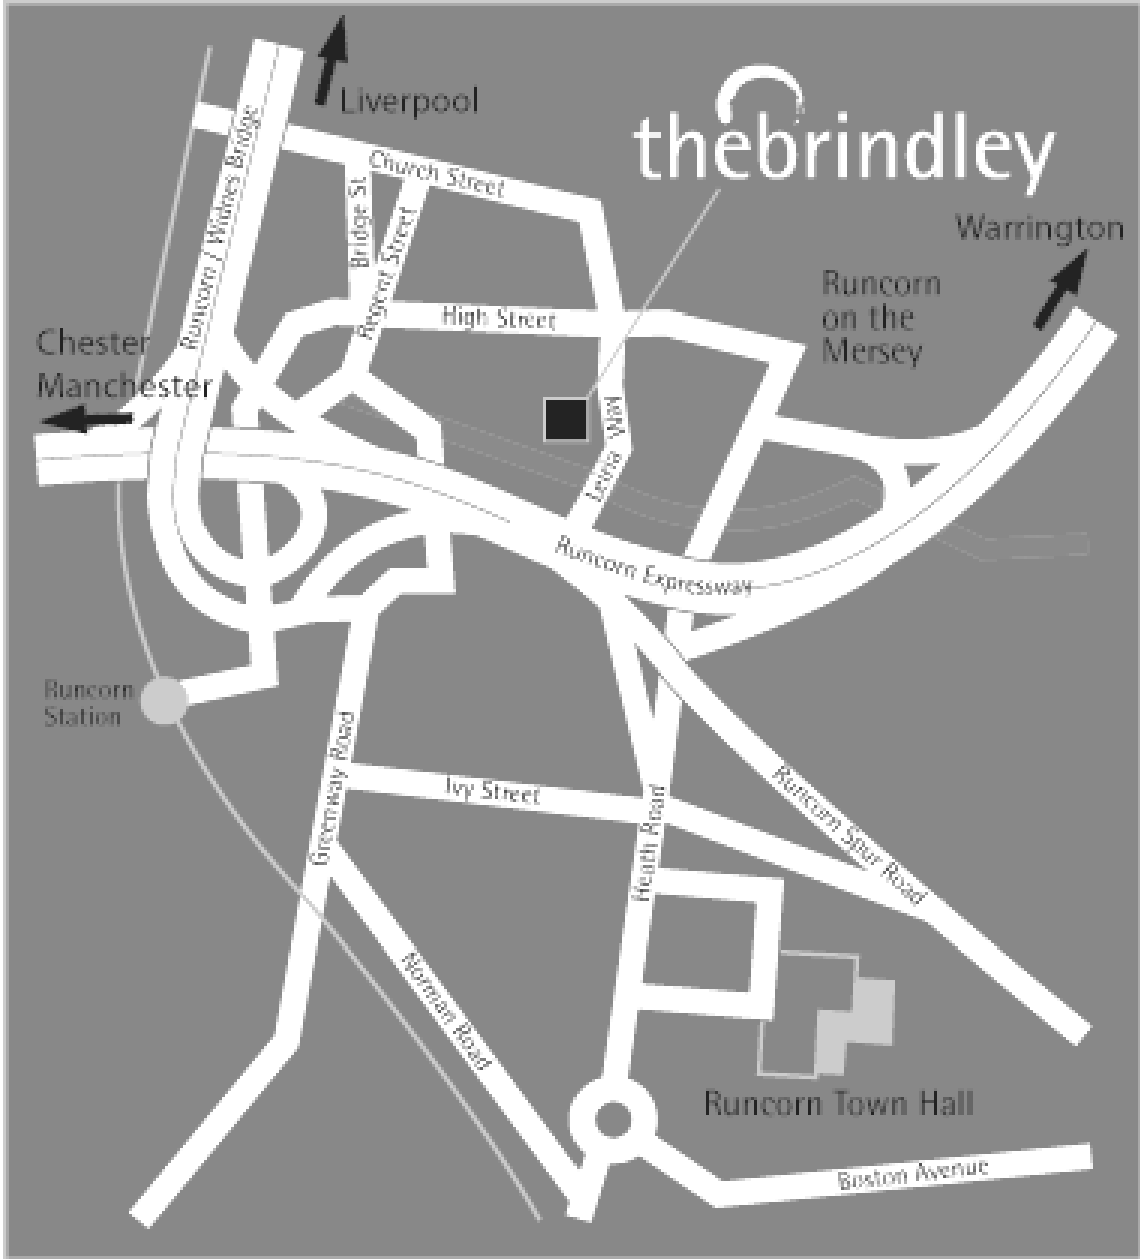 Liverpool
thebrindley
Warrington
Runcorn / Widnes Bridge
Church Street
Bridge St.
Regent Street
High Street
Runcorn
on the
Mersey
Chester
Manchester
Leiria Wlk
Runcorn Expressway
Runcorn
Station
Greenway Road
Ivy Street
Heath Road
Runcorn Spur Road
Norman Road
Runcorn Town Hall
Boston Avenue